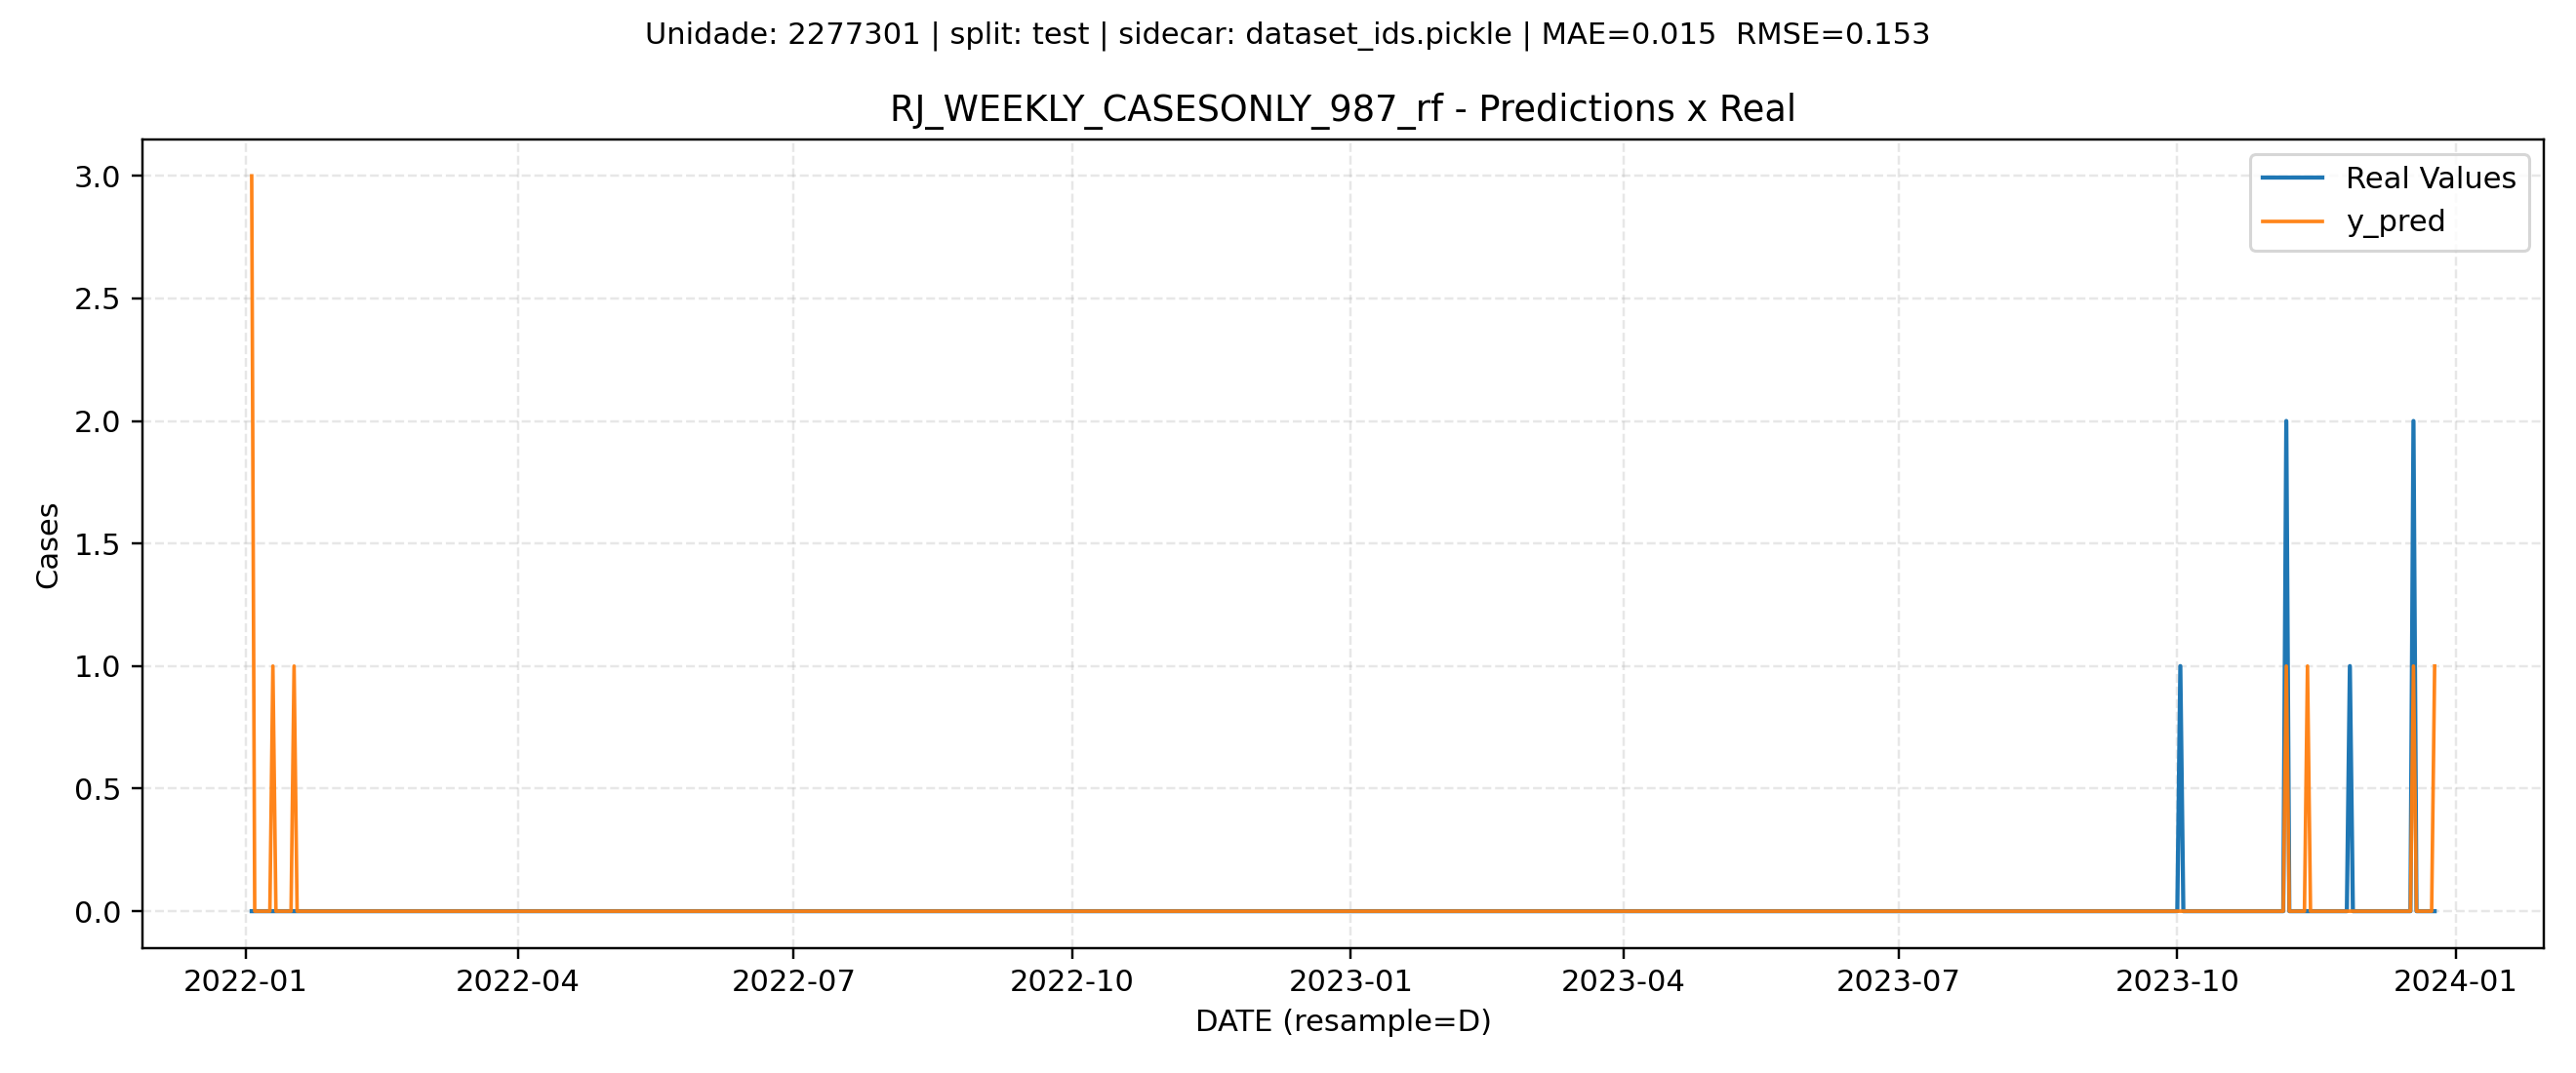 Unidade: 2277301 | split: test | sidecar: dataset_ids.pickle | MAE=0.015  RMSE=0.153
RJ_WEEKLY_CASESONLY_987_rf - Predictions x Real
Real Values
y_pred
Cases
3.0
2.5
2.0
1.5
1.0
0.5
0.0
2022-01 2022-04 2022-07 2022-10 2023-01 2023-04 2023-07 2023-10 2024-01
DATE (resample=D)